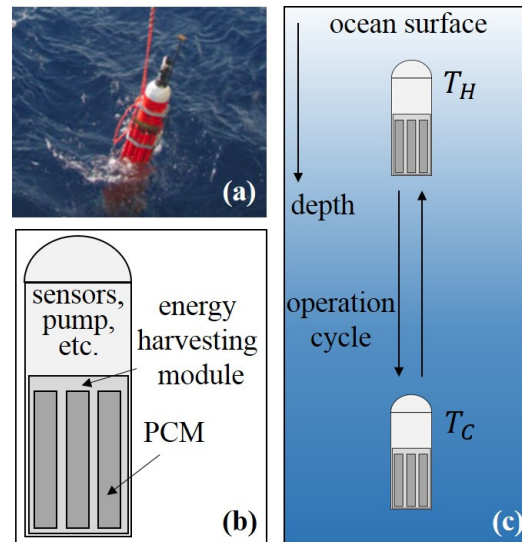 (a)
sensors,
pump,
etc.
energy
harvesting
module
PCM
(b)
ocean surface
T_H
depth
operation
cycle
T_C
(c)